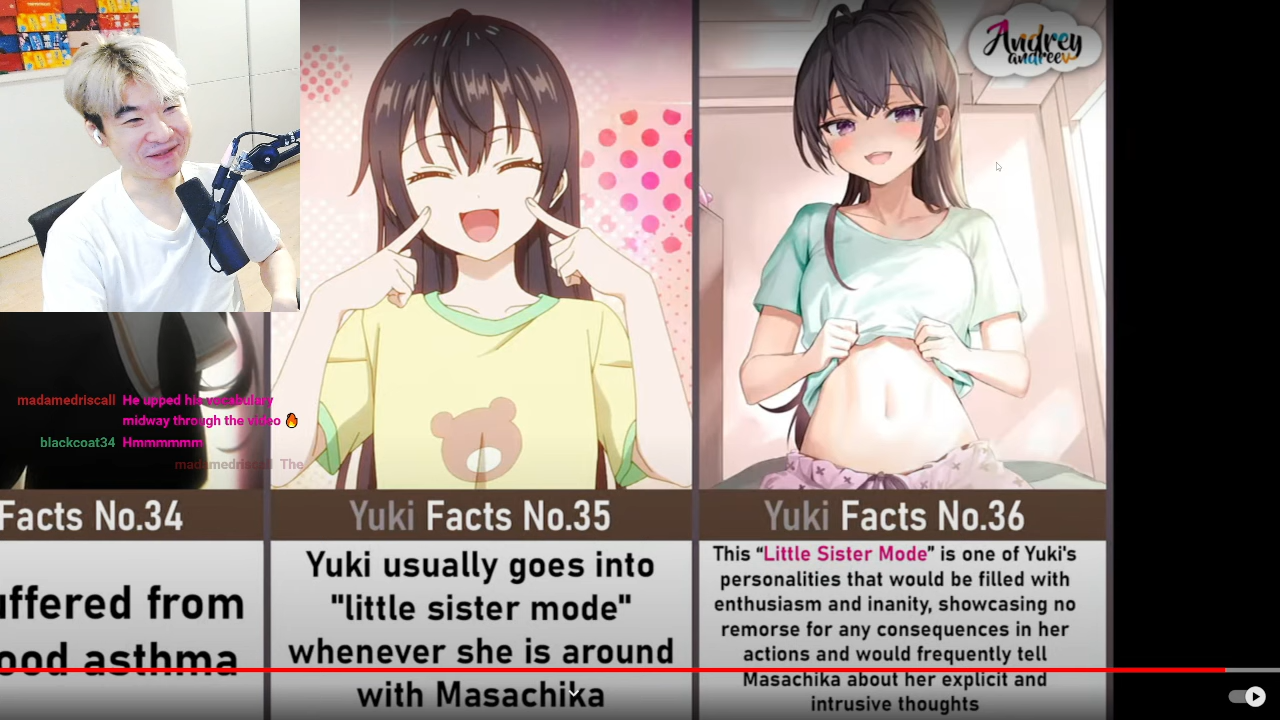 Andrey
andreev
madamedriscall He upped his vocabulary
midway through the video 🔥
blackcoat34 Hmmmmmm
madamedriscall The
Facts No.34
uffered from
ood asthma
Yuki Facts No.35
Yuki usually goes into
"little sister mode"
whenever she is around
with Masachika
Yuki Facts No.36
This “Little Sister Mode” is one of Yuki's
personalities that would be filled with
enthusiasm and inanity, showcasing no
remorse for any consequences in her
actions and would frequently tell
Masachika about her explicit and
intrusive thoughts